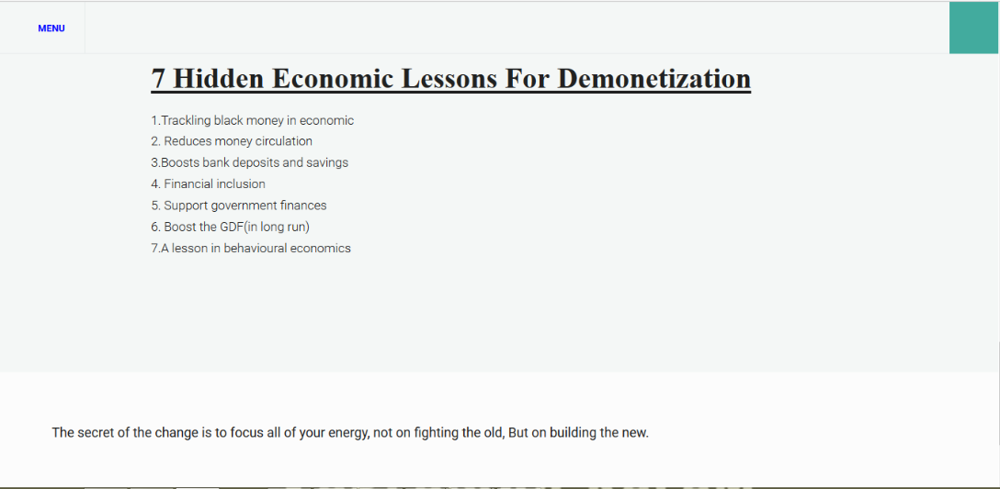 MENU
7 Hidden Economic Lessons For Demonetization
1.Trackling black money in economic
2. Reduces money circulation
3.Boosts bank deposits and savings
4. Financial inclusion
5. Support government finances
6. Boost the GDF(in long run)
7.A lesson in behavioural economics
The secret of the change is to focus all of your energy, not on fighting the old, But on building the new.